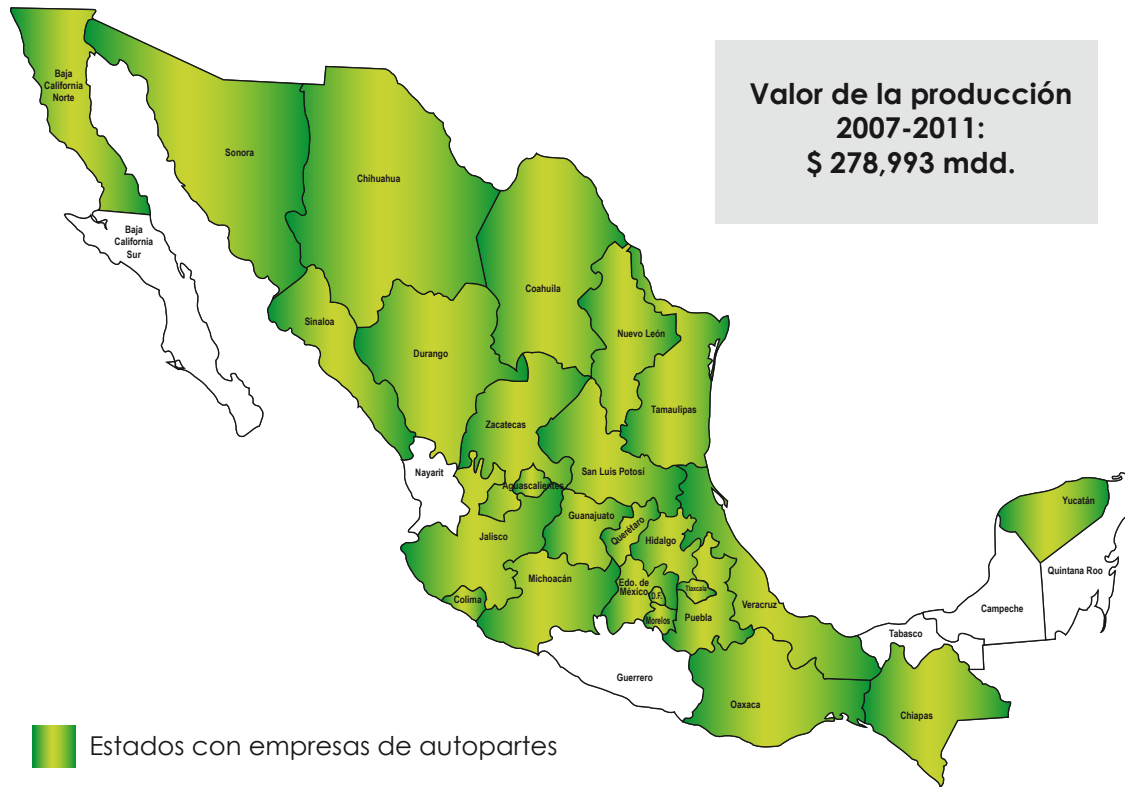 Valor de la producción
2007-2011:
$ 278,993 mdd.
Baja
California
Norte
Sonora
Chihuahua
Baja
California
Sur
Coahuila
Sinaloa
Nuevo León
Durango
Tamaulipas
Zacatecas
Nayarit
San Luis Potosí
Aguascalientes
Yucatán
Guanajuato
Querétaro
Jalisco
Hidalgo
Quintana Roo
Michoacán
Edo. de
México
D.F.
Tlaxcala
Colima
Veracruz
Campeche
Morelos
Puebla
Tabasco
Guerrero
Oaxaca
Chiapas
Estados con empresas de autopartes